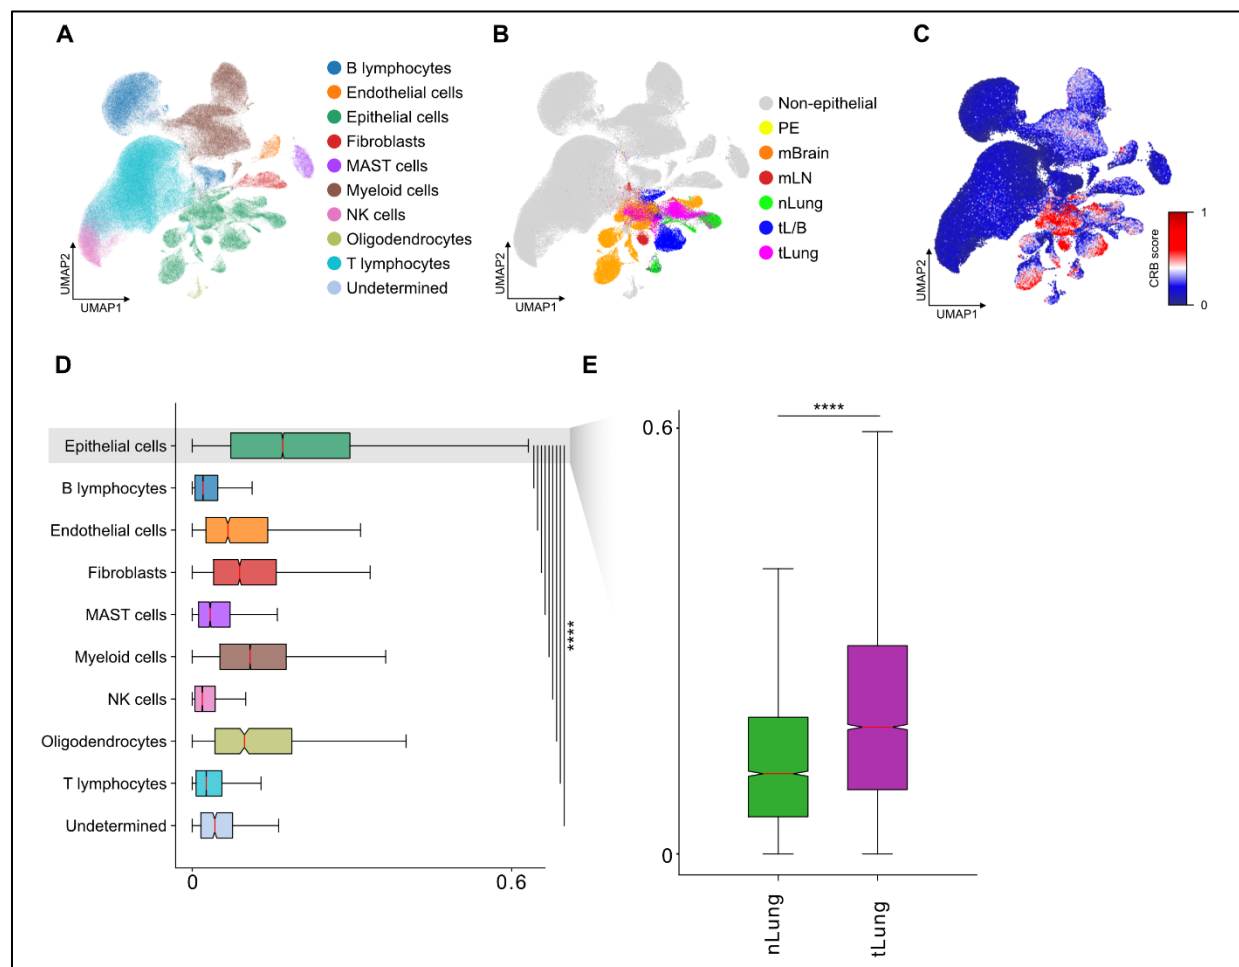 A
B lymphocytes
Endothelial cells
Epithelial cells
Fibroblasts
MAST cells
Myeloid cells
NK cells
Oligodendrocytes
T lymphocytes
Undetermined
UMAP2
UMAP1
B
Non-epithelial
PE
mBrain
mLN
nLung
tL/B
tLung
UMAP2
UMAP1
C
1
CRB score
0
UMAP2
UMAP1
D
Epithelial cells
B lymphocytes
Endothelial cells
Fibroblasts
MAST cells
Myeloid cells
NK cells
Oligodendrocytes
T lymphocytes
Undetermined
****
0 0.6
E
****
0.6
0
nLung
tLung